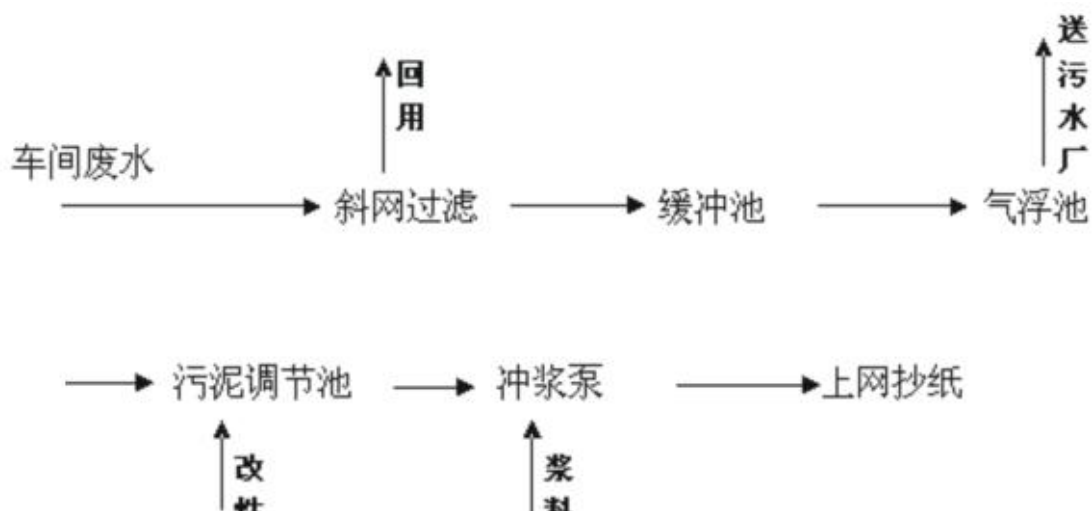 回用
送污水厂
车间废水
斜网过滤
缓冲池
气浮池
污泥调节池
冲浆泵
上网抄纸
改
浆